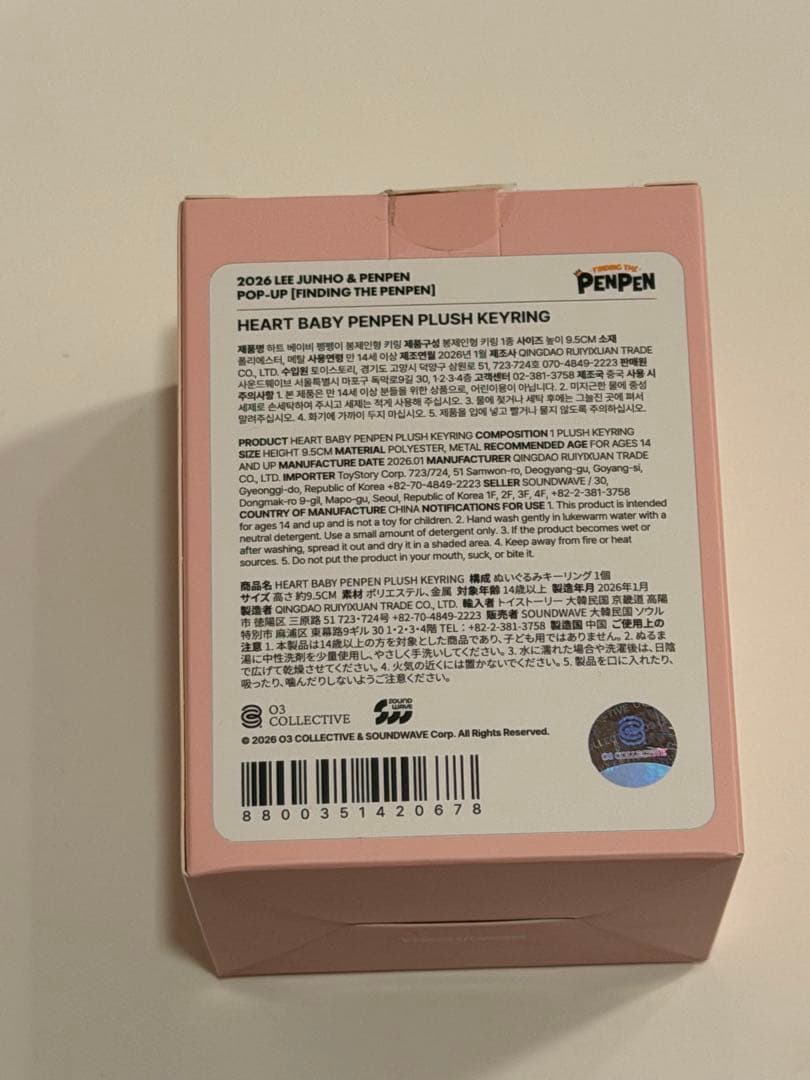 2026 LEE JUNHO & PENPEN
POP-UP [FINDING THE PENPEN]
FINDING THE
PENPEN
HEART BABY PENPEN PLUSH KEYRING
제품명 하트 베이비 펜펜이 봉제인형 키링 제품구성 봉제인형 키링 1종 사이즈 높이 9.5CM 소재
폴리에스터, 메탈 사용연령 만 14세 이상 제조연월 2026년 1월 제조사 QINGDAO RUIYIXUAN TRADE
CO., LTD. 수입원 토이스토리, 경기도 고양시 덕양구 삼원로 51, 723-724호 070-4849-2223 판매원
사운드웨이브 서울특별시 마포구 독막로9길 30, 1·2·3·4층 고객센터 02-381-3758 제조국 중국 사용 시
주의사항 1. 본 제품은 만 14세 이상 분들을 위한 상품으로, 어린이용이 아닙니다. 2. 미지근한 물에 중성
세제로 손세탁하여 주시고 세제는 적게 사용해 주십시오. 3. 물에 젖거나 세탁 후에는 그늘진 곳에 펴서
말려주십시오. 4. 화기에 가까이 두지 마십시오. 5. 제품을 입에 넣고 빨거나 물지 않도록 주의하십시오.
PRODUCT HEART BABY PENPEN PLUSH KEYRING COMPOSITION 1 PLUSH KEYRING
SIZE HEIGHT 9.5CM MATERIAL POLYESTER, METAL RECOMMENDED AGE FOR AGES 14
AND UP MANUFACTURE DATE 2026.01 MANUFACTURER QINGDAO RUIYIXUAN TRADE
CO., LTD. IMPORTER ToyStory Corp. 723/724, 51 Samwon-ro, Deogyang-gu, Goyang-si,
Gyeonggi-do, Republic of Korea +82-70-4849-2223 SELLER SOUNDWAVE / 30,
Dongmak-ro 9-gil, Mapo-gu, Seoul, Republic of Korea 1F, 2F, 3F, 4F, +82-2-381-3758
COUNTRY OF MANUFACTURE CHINA NOTIFICATIONS FOR USE 1. This product is intended
for ages 14 and up and is not a toy for children. 2. Hand wash gently in lukewarm water with a
neutral detergent. Use a small amount of detergent only. 3. If the product becomes wet or
after washing, spread it out and dry it in a shaded area. 4. Keep away from fire or heat
sources. 5. Do not put the product in your mouth, suck, or bite it.
商品名 HEART BABY PENPEN PLUSH KEYRING 構成 ぬいぐるみキーリング 1個
サイズ 高さ 約9.5CM 素材 ポリエステル、金属 対象年齢 14歳以上 製造年月 2026年1月
製造者 QINGDAO RUIYIXUAN TRADE CO., LTD. 輸入者 トイストーリー 大韓民国 京畿道 高陽
市 徳陽区 三原路 51 723・724号 +82-70-4849-2223 販売者 SOUNDWAVE 大韓民国 ソウル
特別市 麻浦区 東幕路9ギル 30 1・2・3・4階 TEL：+82-2-381-3758 製造国 中国 ご使用上の
注意 1. 本製品は14歳以上の方を対象とした商品であり、子ども用ではありません。2. ぬるま
湯に中性洗剤を少量使用し、やさしく手洗いしてください。3. 水に濡れた場合や洗濯後は、日陰
で広げて乾燥させてください。4. 火気の近くには置かないでください。5. 製品を口に入れたり、
吸ったり、噛んだりしないようご注意ください。
O3
COLLECTIVE
SOUND
WAVE
© 2026 O3 COLLECTIVE & SOUNDWAVE Corp. All Rights Reserved.
8800351420678
O3 COLLECTIVE